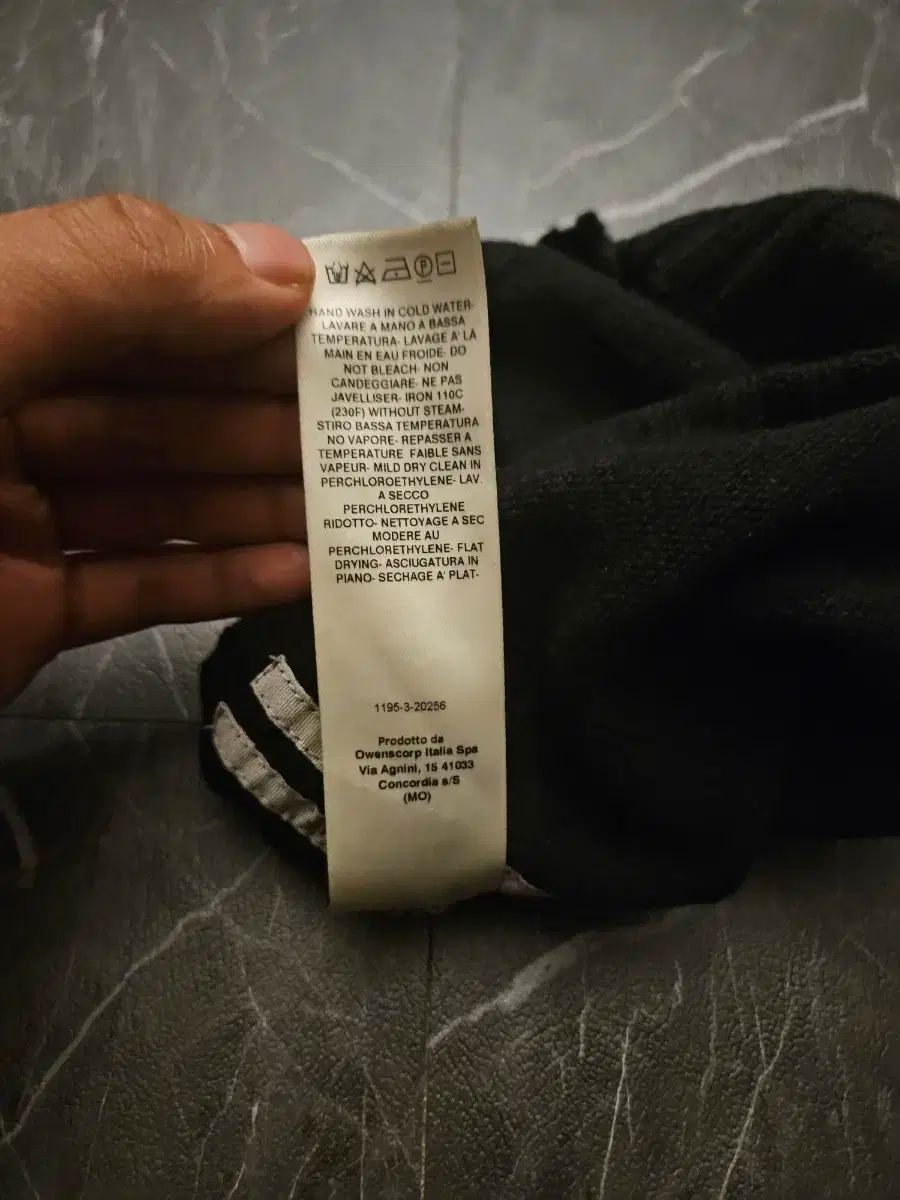 HAND WASH IN COLD WATER-
LAVARE A MANO A BASSA
TEMPERATURA- LAVAGE A' LA
MAIN EN EAU FROIDE- DO
NOT BLEACH- NON
CANDEGGIARE- NE PAS
JAVELLISER- IRON 110C
(230F) WITHOUT STEAM-
STIRO BASSA TEMPERATURA
NO VAPORE- REPASSER A
TEMPERATURE FAIBLE SANS
VAPEUR- MILD DRY CLEAN IN
PERCHLOROETHYLENE- LAV.
A SECCO
PERCHLORETHYLENE
RIDOTTO- NETTOYAGE A SEC
MODERE AU
PERCHLORETHYLENE- FLAT
DRYING- ASCIUGATURA IN
PIANO- SECHAGE A' PLAT-
1195-3-20256
Prodotto da
Owenscorp Italia Spa
Via Agnini, 15 41033
Concordia s/S
(MO)